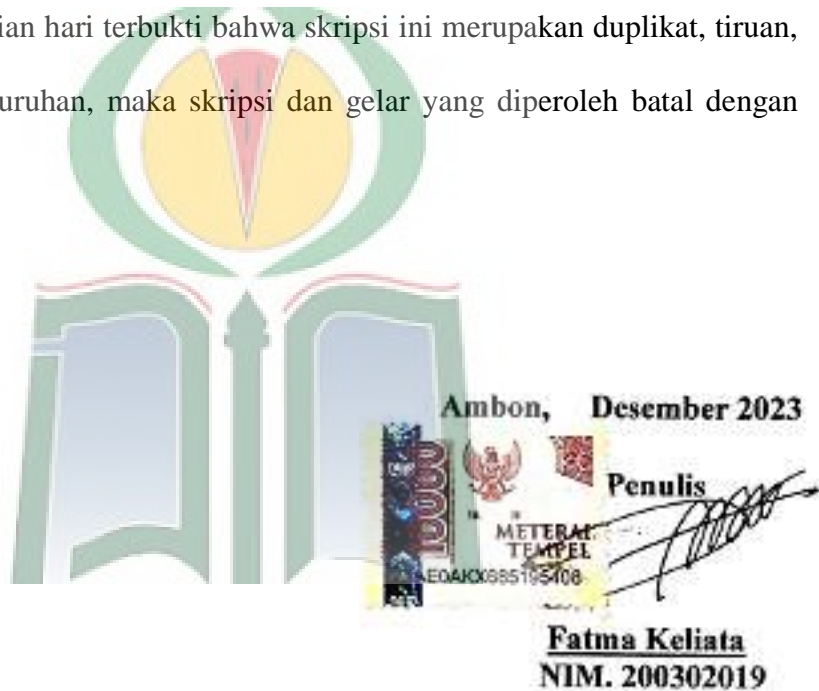 ian hari terbukti bahwa skripsi ini merupakan duplikat, tiruan,
uruhan, maka skripsi dan gelar yang diperoleh batal dengan
Ambon, Desember 2023
Penulis
10000
METERAI
TEMPEL
Fatma Keliata
NIM. 200302019